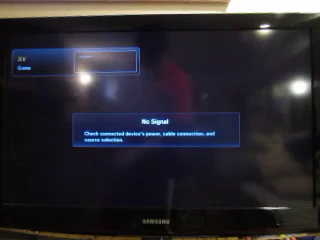 AV
Game
No Signal
Check connected device's power, cable connection, and
source selection.
SAMSUNG